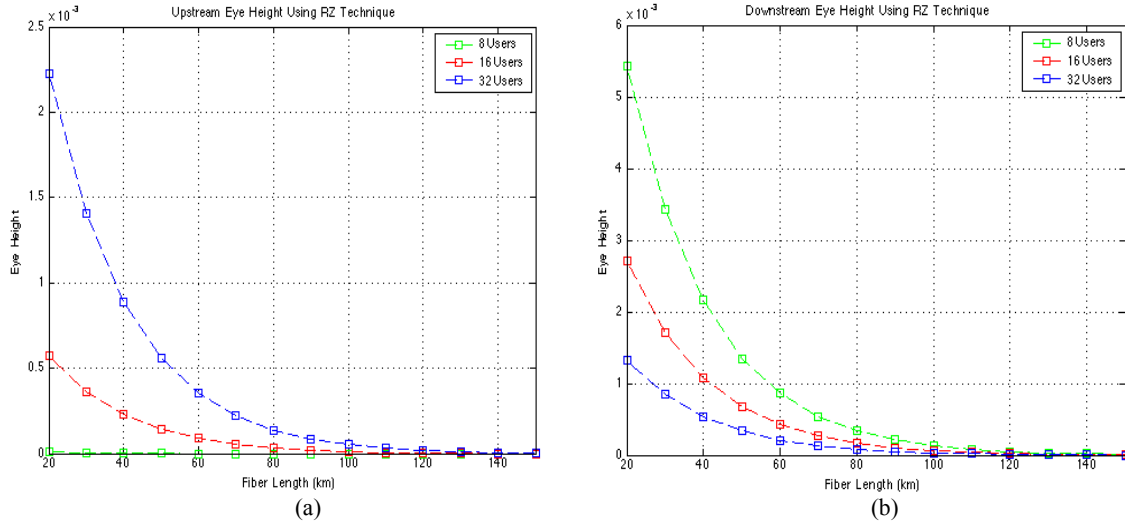 Upstream Eye Height Using RZ Technique
x 10⁻³
2.5
2
1.5
1
0.5
0
Eye Height
20
40
60
80
100
120
140
Fiber Length (km)
8 Users
16 Users
32 Users
(a)
Downstream Eye Height Using RZ Technique
x 10⁻³
6
5
4
3
2
1
0
Eye Height
20
40
60
80
100
120
140
Fiber Length (km)
8 Users
16 Users
32 Users
(b)